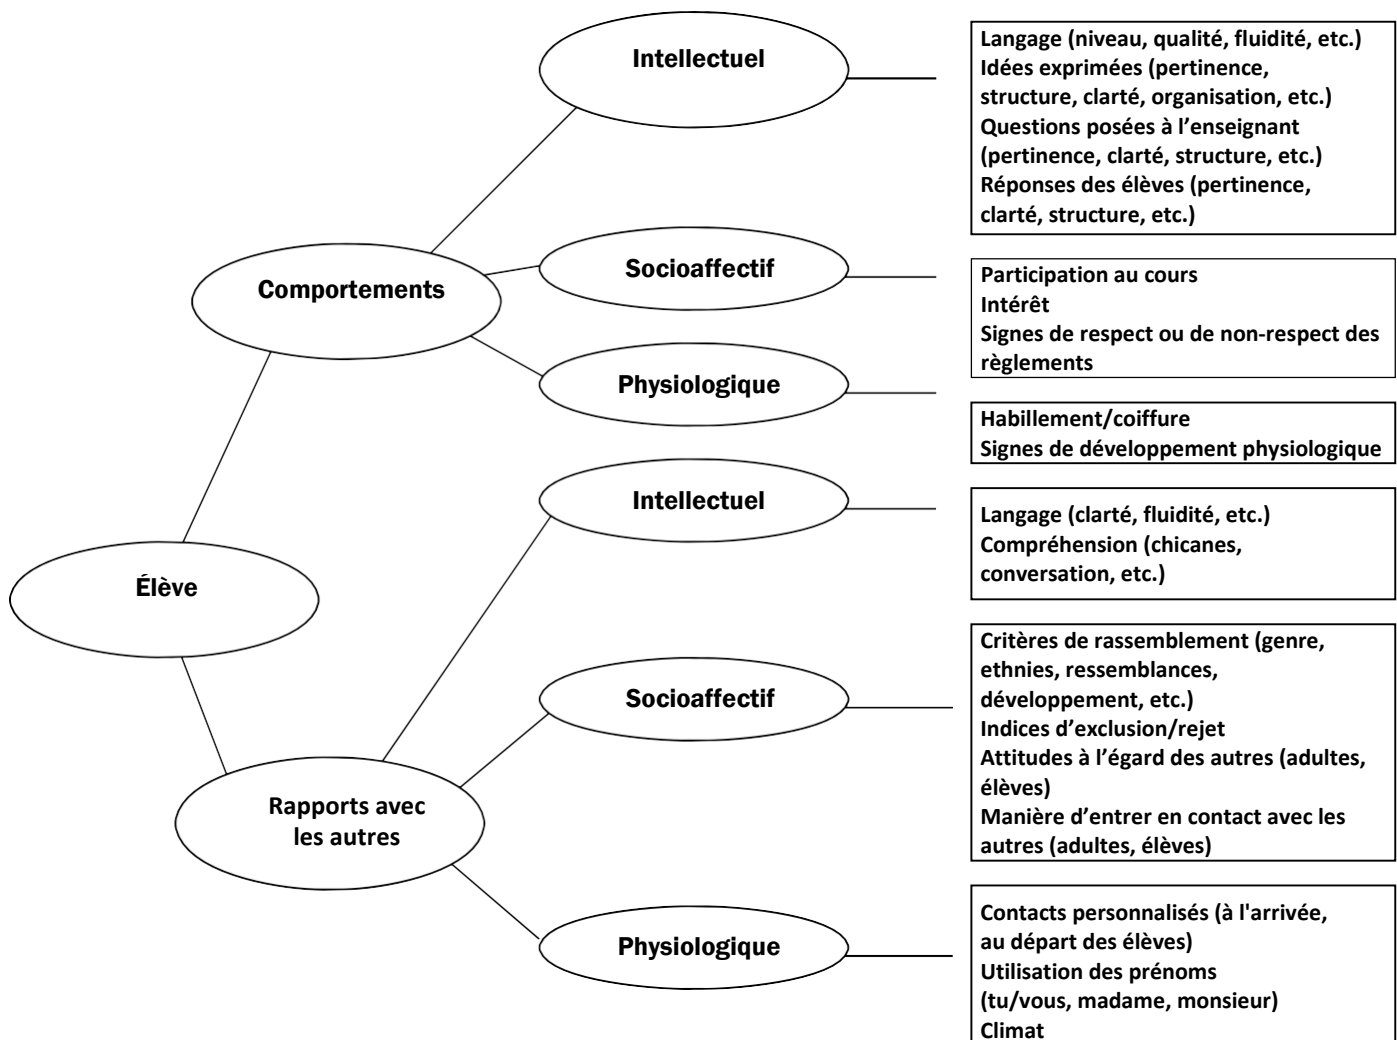 Intellectuel
Langage (niveau, qualité, fluidité, etc.)
Idées exprimées (pertinence,
structure, clarté, organisation, etc.)
Questions posées à l’enseignant
(pertinence, clarté, structure, etc.)
Réponses des élèves (pertinence,
clarté, structure, etc.)
Comportements
Socioaffectif
Participation au cours
Intérêt
Signes de respect ou de non-respect des
règlements
Physiologique
Habillement/coiffure
Signes de développement physiologique
Intellectuel
Langage (clarté, fluidité, etc.)
Compréhension (chicanes,
conversation, etc.)
Élève
Socioaffectif
Critères de rassemblement (genre,
ethnies, ressemblances,
développement, etc.)
Indices d’exclusion/rejet
Attitudes à l’égard des autres (adultes,
élèves)
Manière d’entrer en contact avec les
autres (adultes, élèves)
Rapports avec
les autres
Physiologique
Contacts personnalisés (à l'arrivée,
au départ des élèves)
Utilisation des prénoms
(tu/vous, madame, monsieur)
Climat